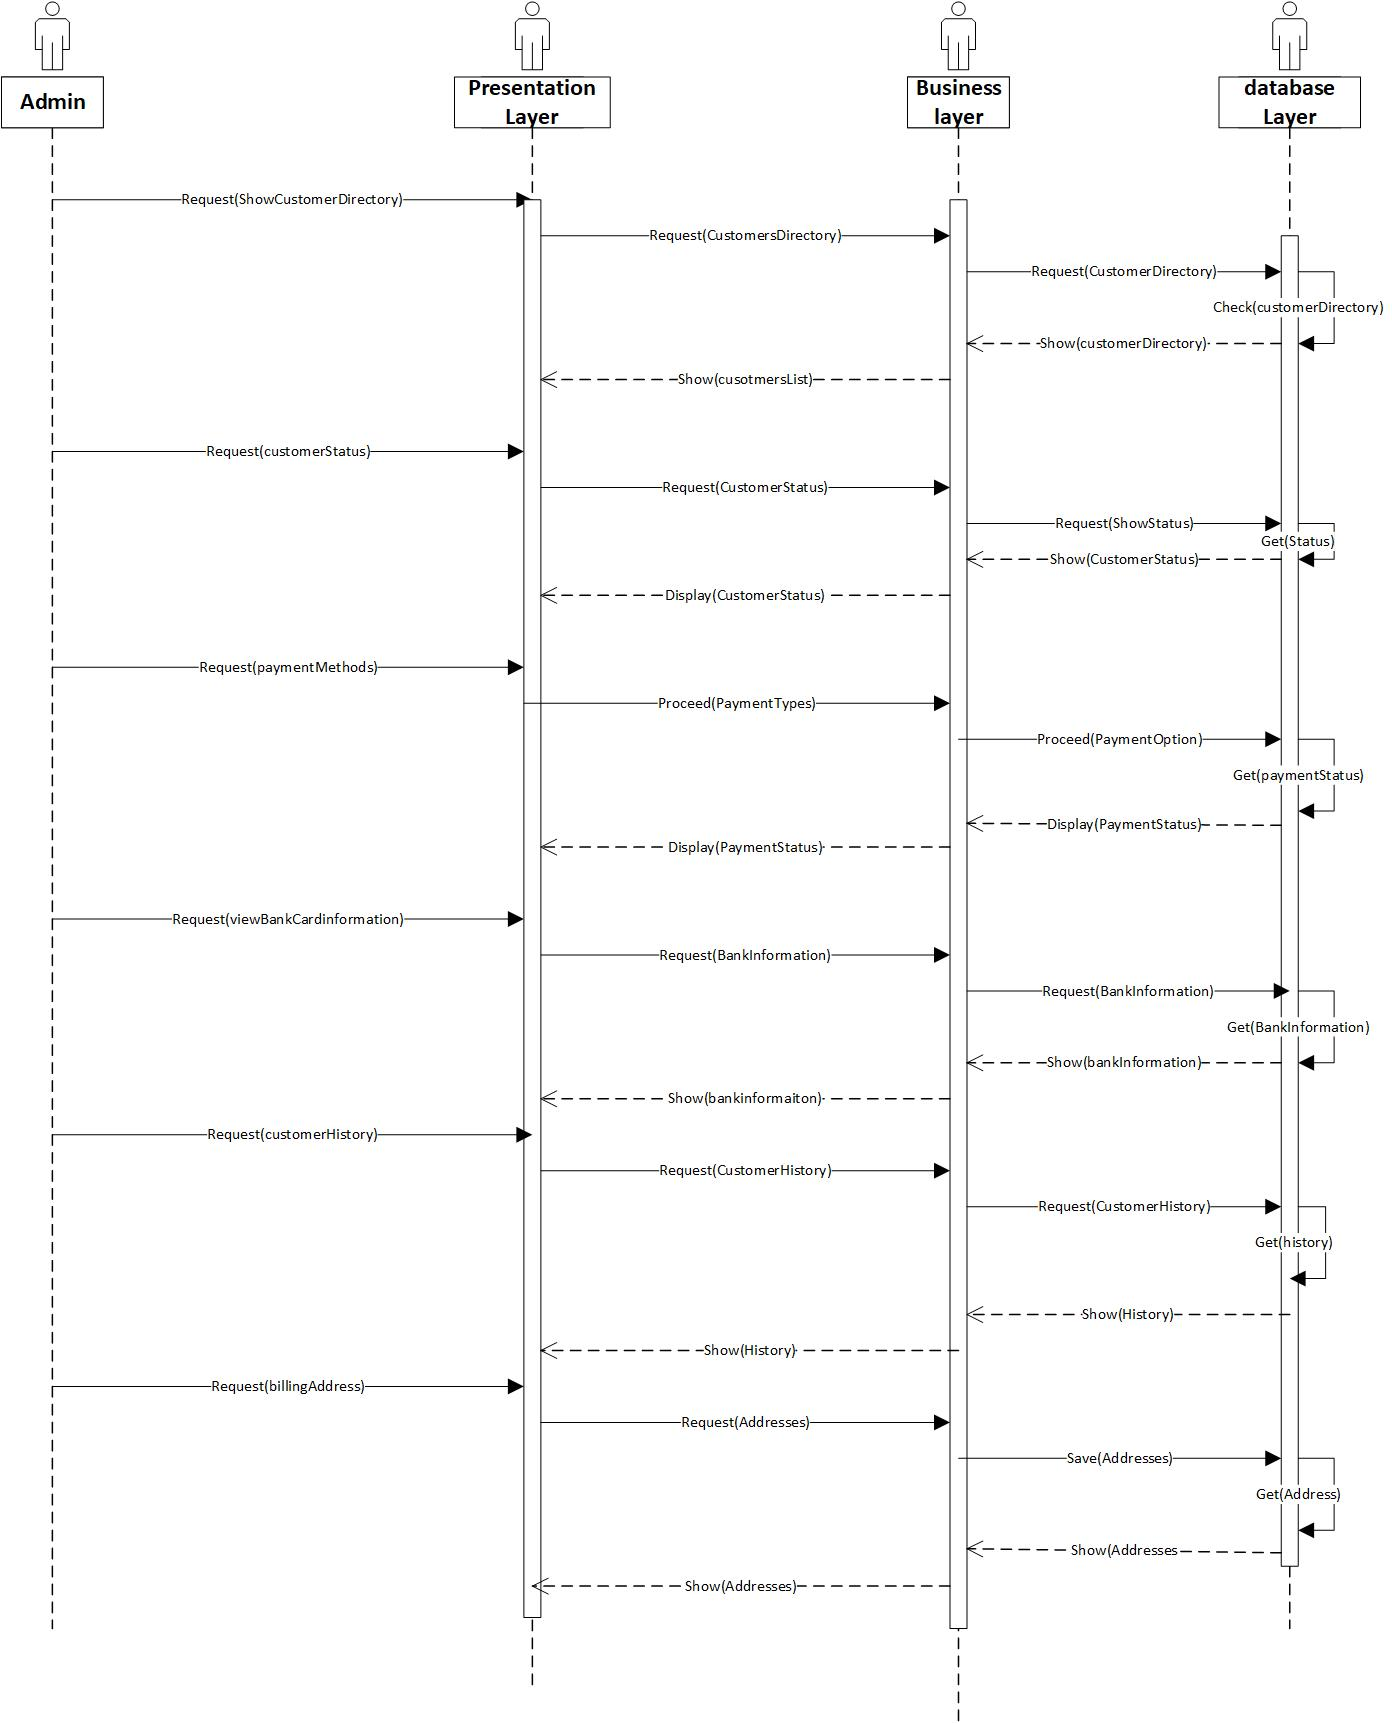 Admin
Presentation
Layer
Business
layer
database
Layer
Request(ShowCustomerDirectory)
Request(CustomersDirectory)
Request(CustomerDirectory)
Check(customerDirectory)
Show(customerDirectory)
Show(cusotmersList)
Request(customerStatus)
Request(CustomerStatus)
Request(ShowStatus)
Get(Status)
Show(CustomerStatus)
Display(CustomerStatus)
Request(paymentMethods)
Proceed(PaymentTypes)
Proceed(PaymentOption)
Get(paymentStatus)
Display(PaymentStatus)
Display(PaymentStatus)
Request(viewBankCardinformation)
Request(BankInformation)
Request(BankInformation)
Get(BankInformation)
Show(bankInformation)
Show(bankinformaiton)
Request(customerHistory)
Request(CustomerHistory)
Request(CustomerHistory)
Get(history)
Show(History)
Show(History)
Request(billingAddress)
Request(Addresses)
Save(Addresses)
Get(Address)
Show(Addresses
Show(Addresses)